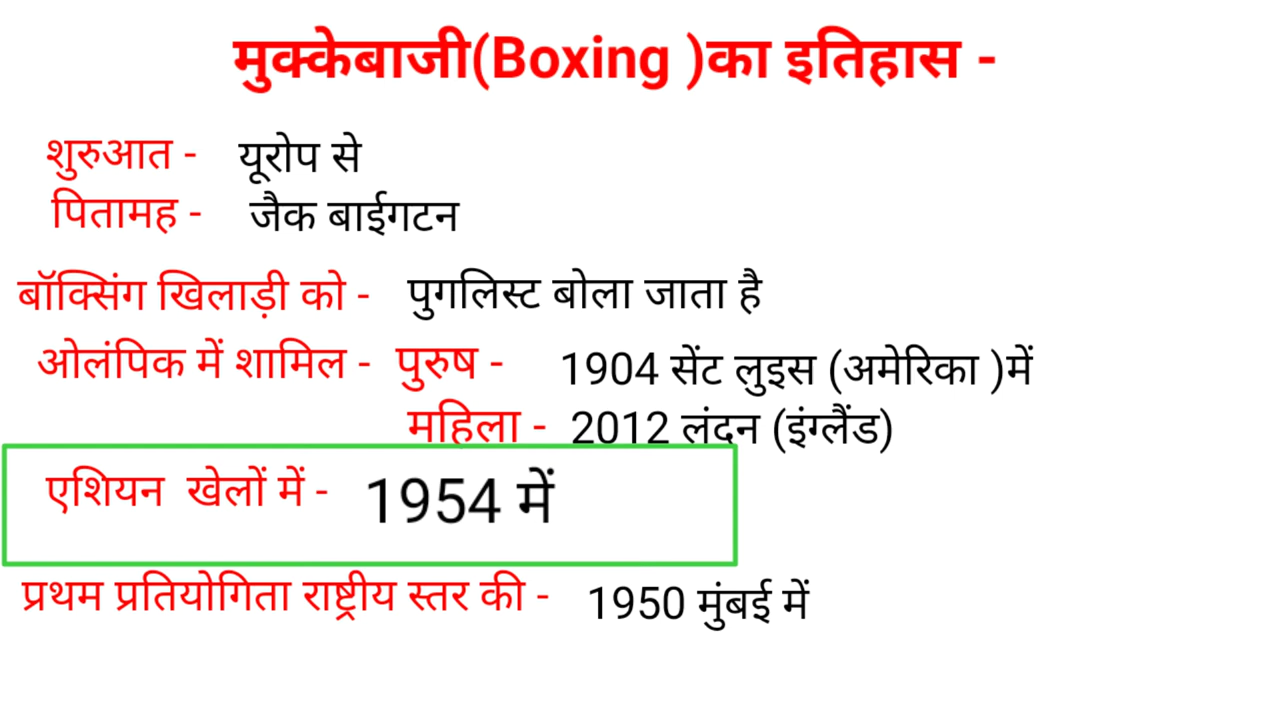 मुक्केबाजी(Boxing )का इतिहास -
शुरुआत - यूरोप से
पितामह - जैक बाईगटन
बॉक्सिंग खिलाड़ी को - पुगलिस्ट बोला जाता है
ओलंपिक में शामिल - पुरुष - 1904 सेंट लुइस (अमेरिका )में
महिला - 2012 लंदन (इंग्लैंड)
एशियन खेलों में - 1954 में
प्रथम प्रतियोगिता राष्ट्रीय स्तर की - 1950 मुंबई में